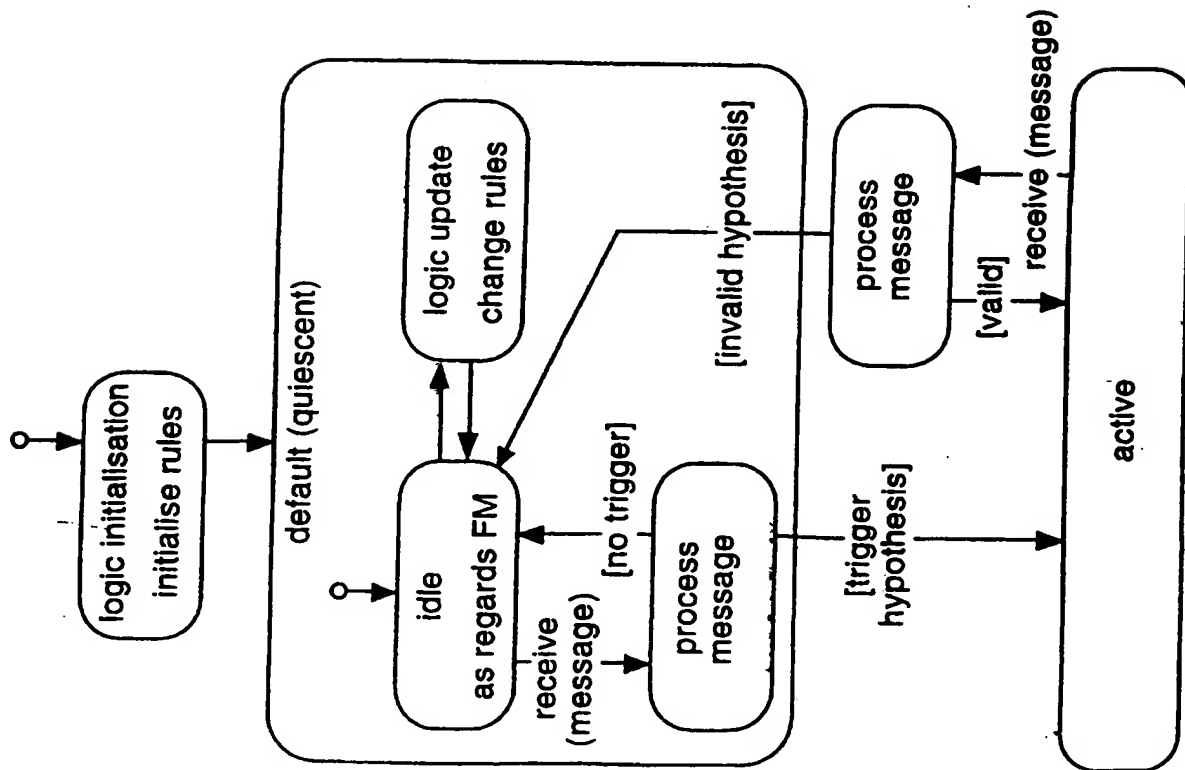 logic initialisation
initialise rules
default (quiescent)
idle
as regards FM
logic update
change rules
receive
(message)
[no trigger]
process
message
[invalid hypothesis]
[trigger
hypothesis]
process
message
[valid]
receive (message)
active